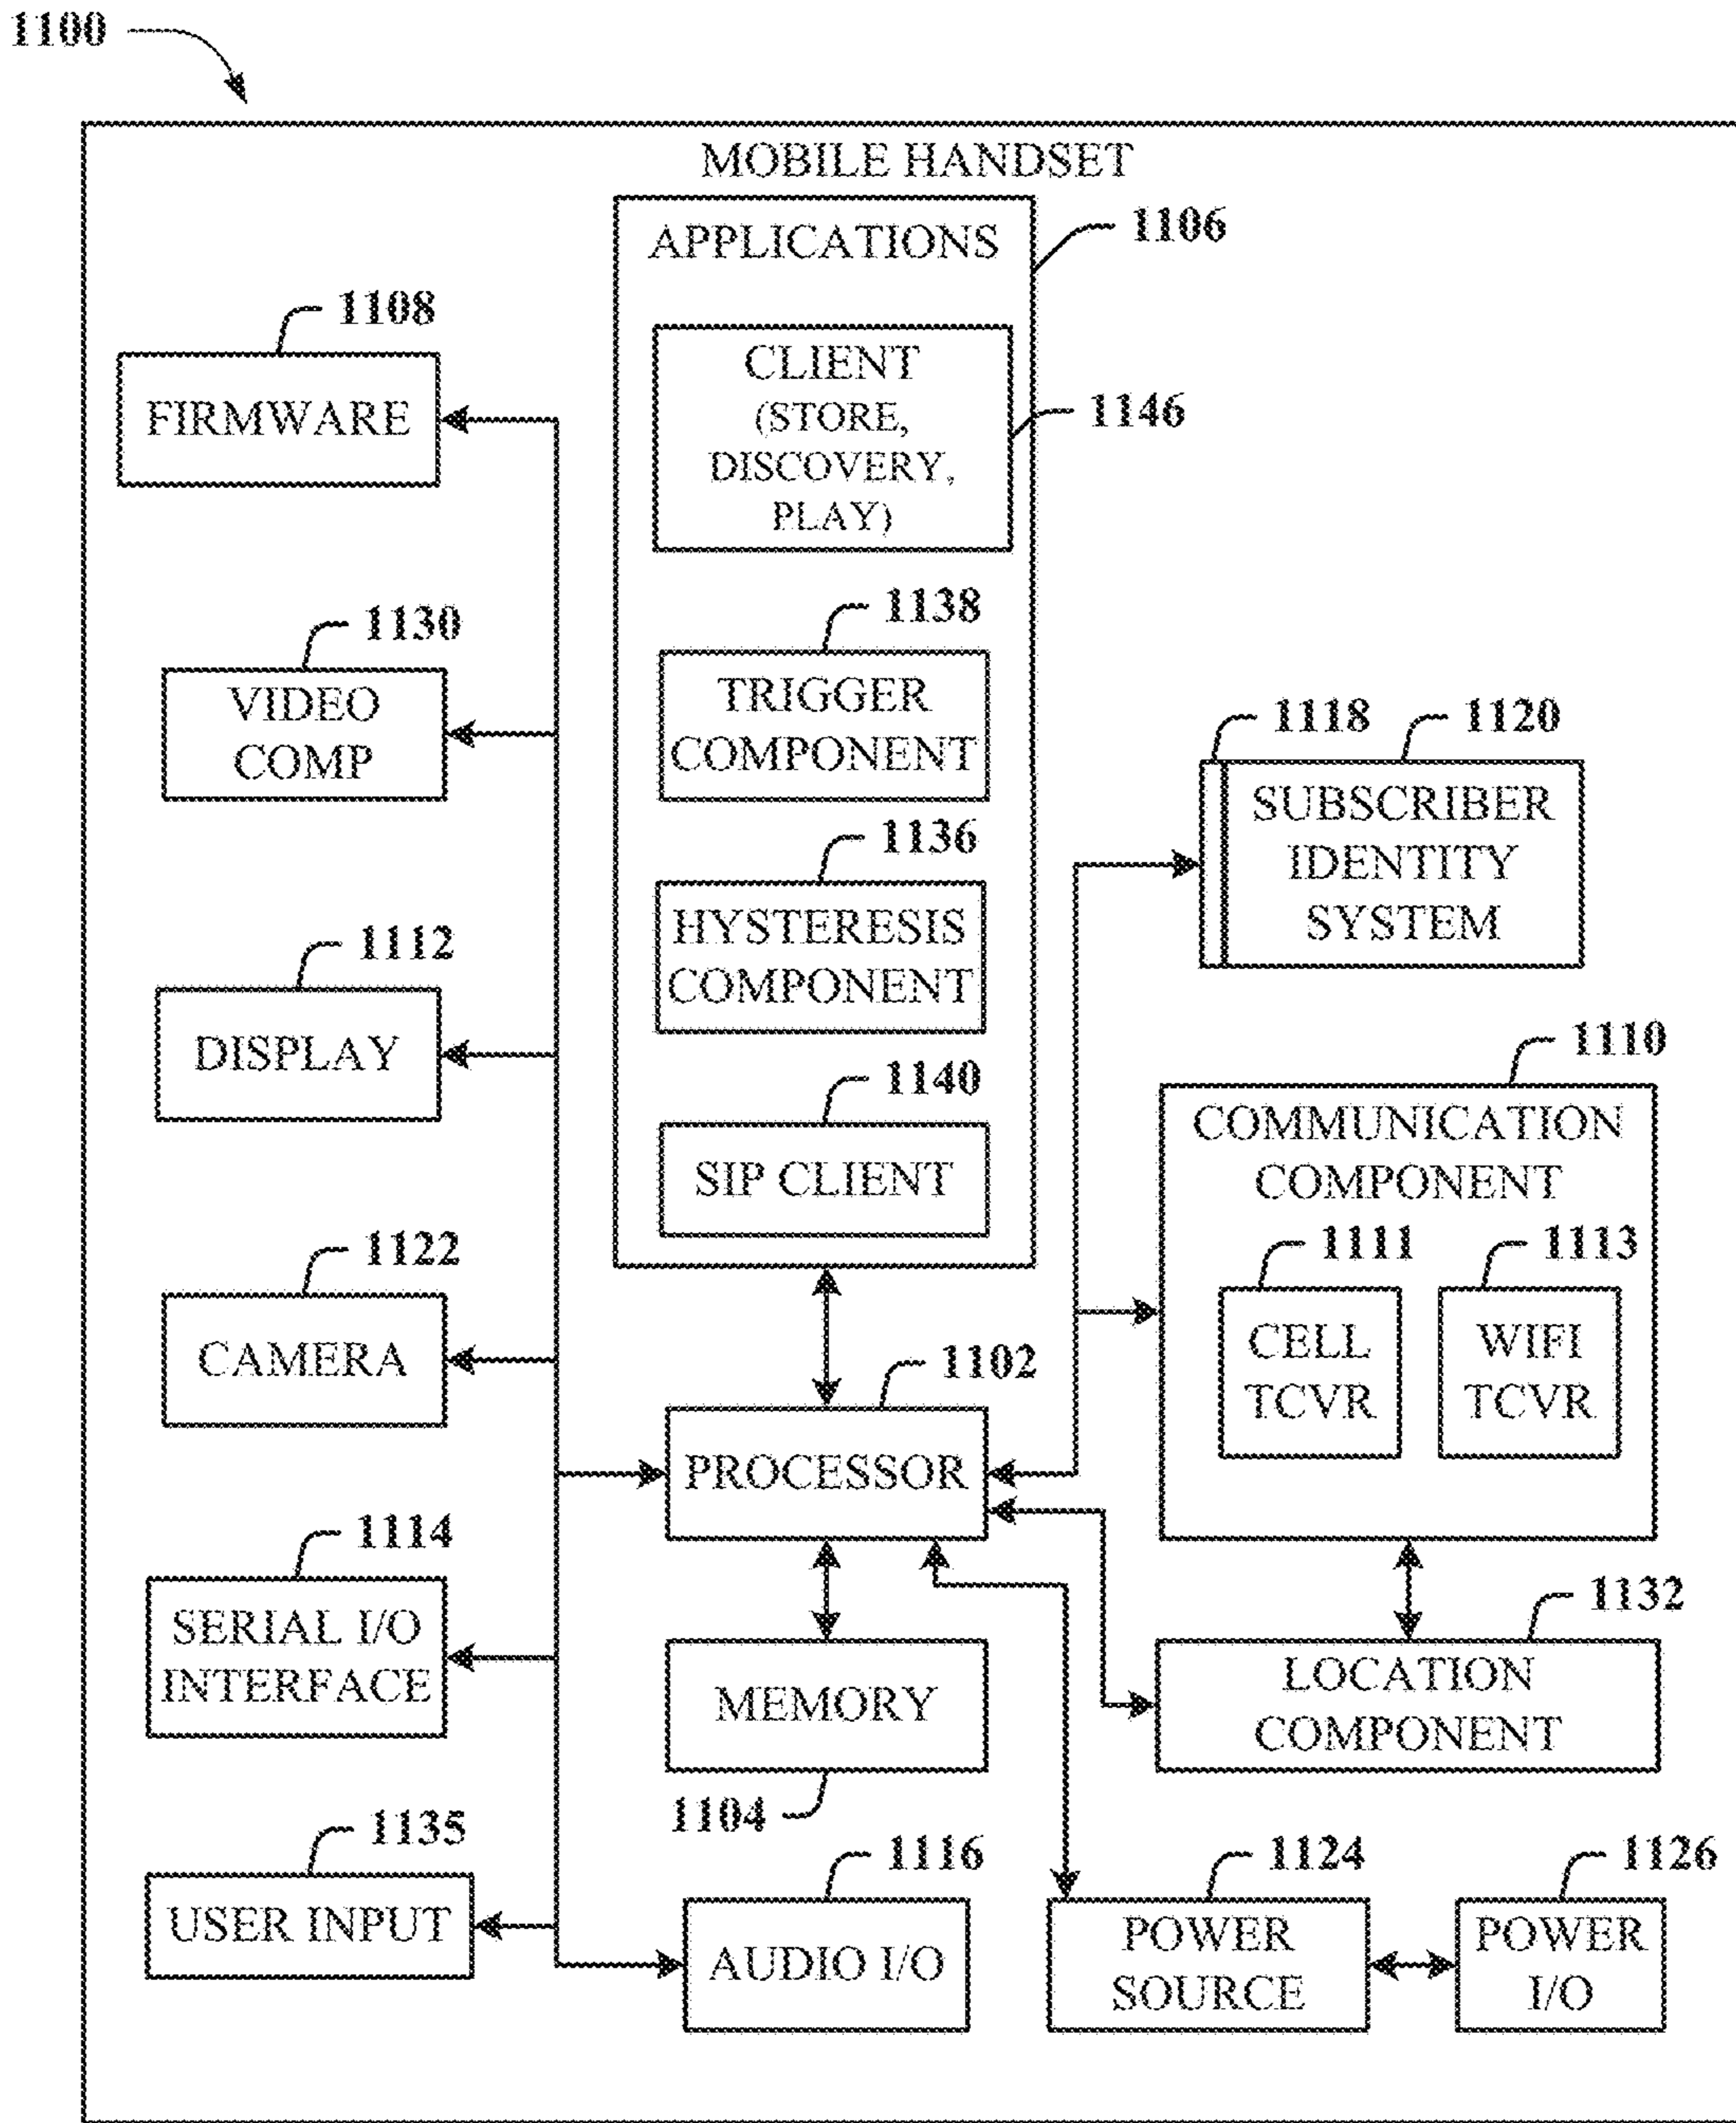 1100
MOBILE HANDSET
APPLICATIONS
1106
CLIENT
(STORE,
DISCOVERY,
PLAY)
1146
1138
TRIGGER
COMPONENT
1136
HYSTERESIS
COMPONENT
1140
SIP CLIENT
1108
FIRMWARE
1130
VIDEO
COMP
1112
DISPLAY
1122
CAMERA
1114
SERIAL I/O
INTERFACE
1135
USER INPUT
1102
PROCESSOR
MEMORY
1104
1116
AUDIO I/O
1118
1120
SUBSCRIBER
IDENTITY
SYSTEM
1110
COMMUNICATION
COMPONENT
1111
CELL
TCVR
1113
WIFI
TCVR
1132
LOCATION
COMPONENT
1124
POWER
SOURCE
1126
POWER
I/O